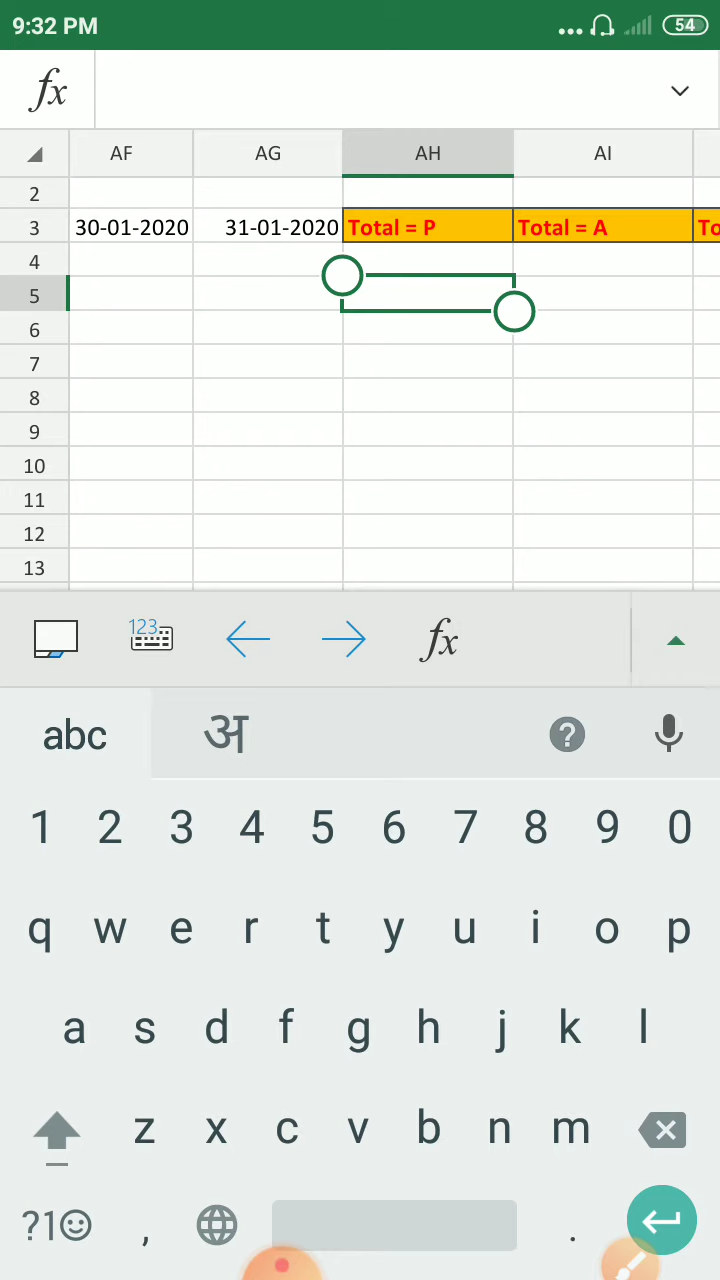 9:32 PM
54
fx
AF AG AH AI
2
3 30-01-2020 31-01-2020 Total = P Total = A To
4
5
6
7
8
9
10
11
12
13
123 fx
abc अ ?
1 2 3 4 5 6 7 8 9 0
q w e r t y u i o p
a s d f g h j k l
z x c v b n m
?1☺ , .